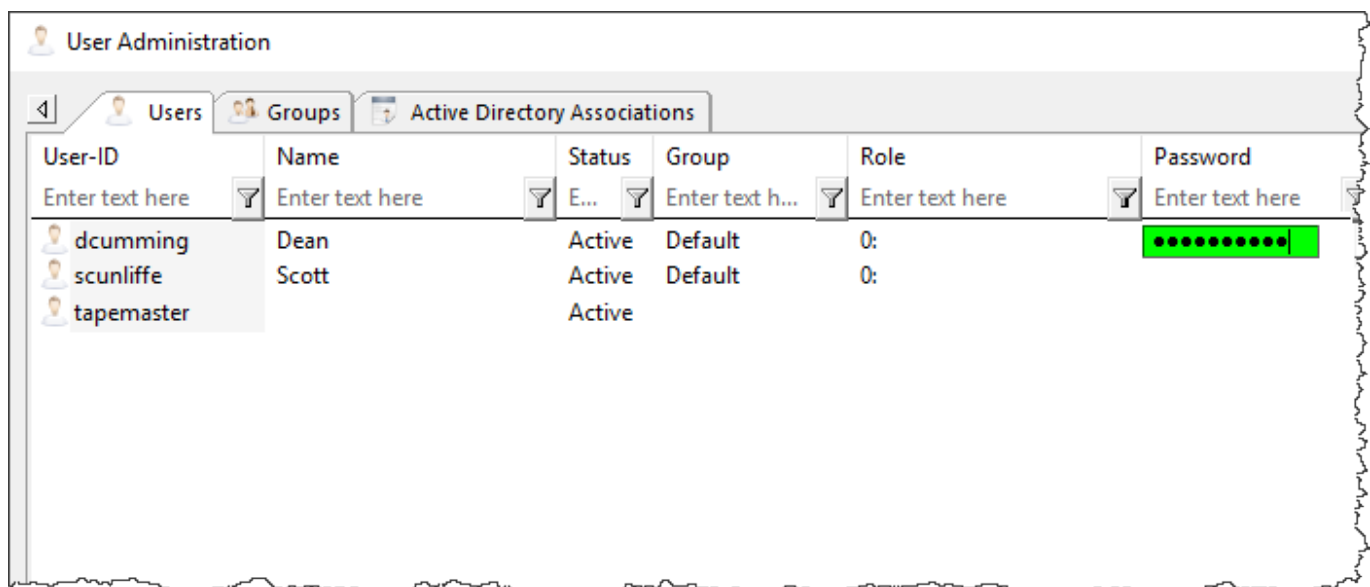 User Administration
Users Groups Active Directory Associations
User-ID Name Status Group Role Password
Enter text here Enter text here E... Enter text h... Enter text here Enter text here
dcumming Dean Active Default 0: ●●●●●●●●●●
scunliffe Scott Active Default 0:
tapemaster Active